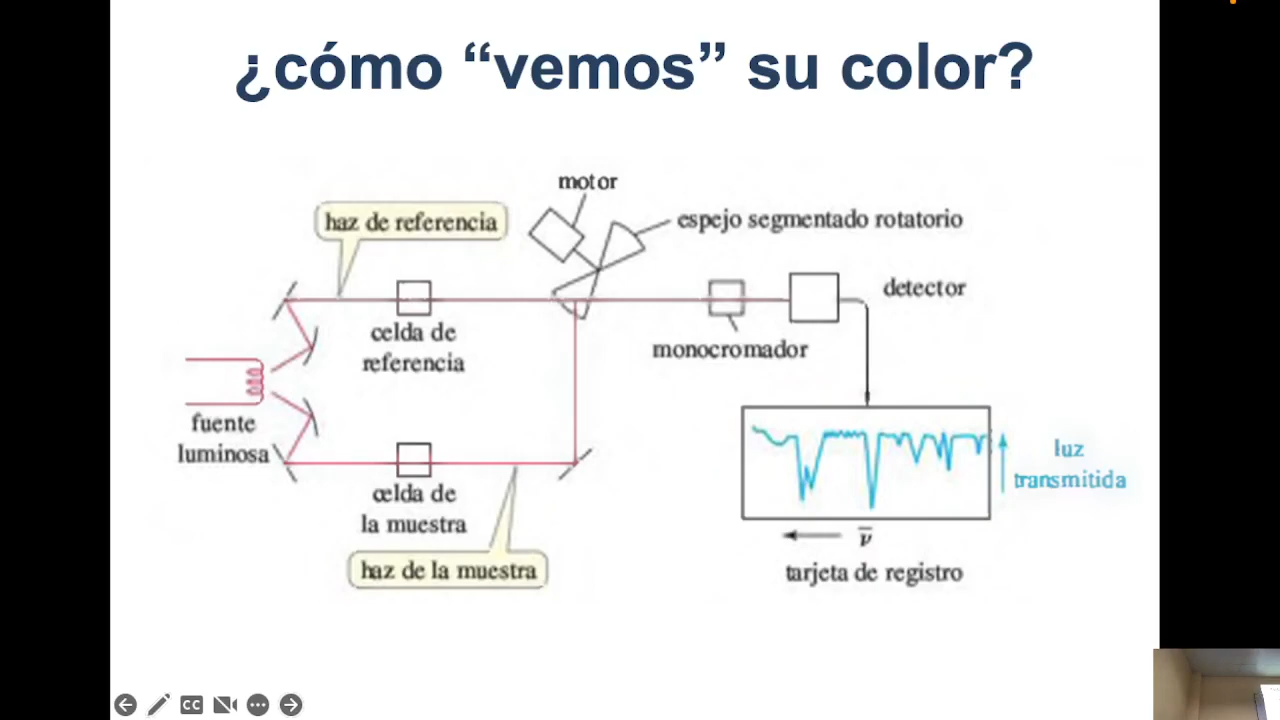 ¿cómo “vemos” su color?
motor
haz de referencia
espejo segmentado rotatorio
detector
celda de
referencia
monocromador
fuente
luminosa
luz
transmitida
celda de
la muestra
ν̅
haz de la muestra
tarjeta de registro
CC